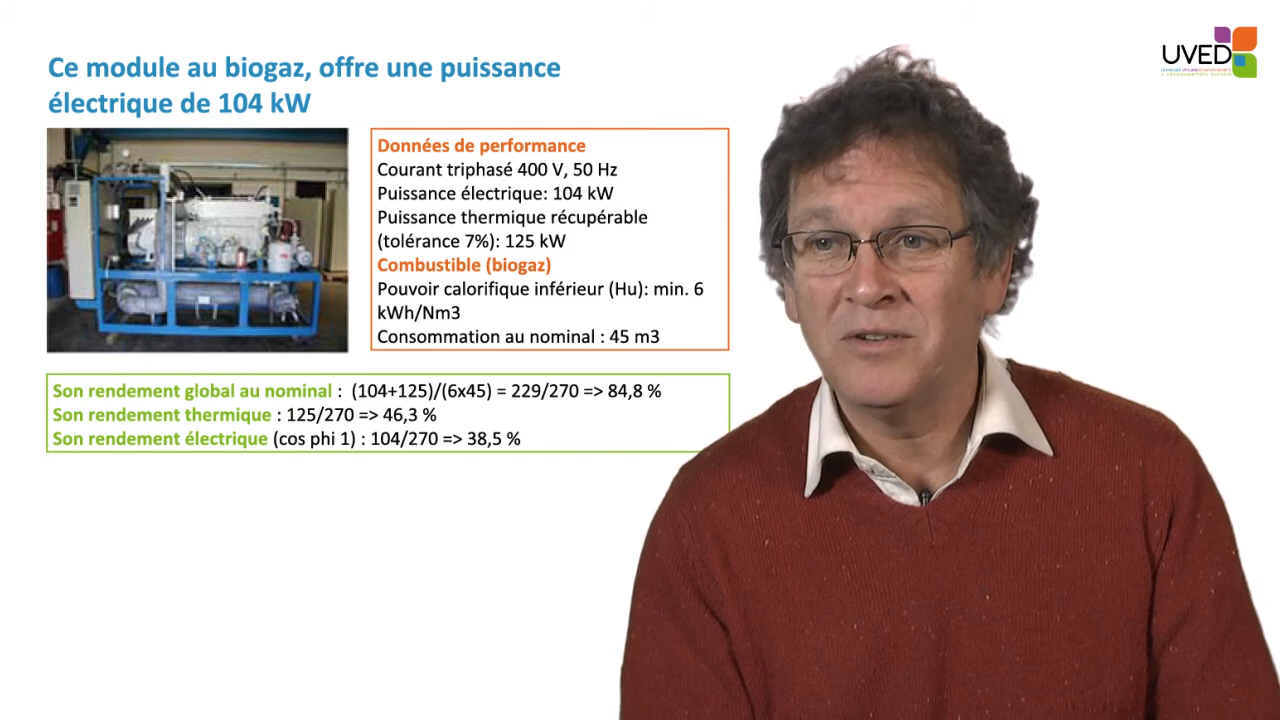 Ce module au biogaz, offre une puissance
électrique de 104 kW
UVED
Données de performance
Courant triphasé 400 V, 50 Hz
Puissance électrique: 104 kW
Puissance thermique récupérable
(tolérance 7%): 125 kW
Combustible (biogaz)
Pouvoir calorifique inférieur (Hu): min. 6
kWh/Nm3
Consommation au nominal : 45 m3
Son rendement global au nominal :  (104+125)/(6x45) = 229/270 => 84,8 %
Son rendement thermique : 125/270 => 46,3 %
Son rendement électrique (cos phi 1) : 104/270 => 38,5 %